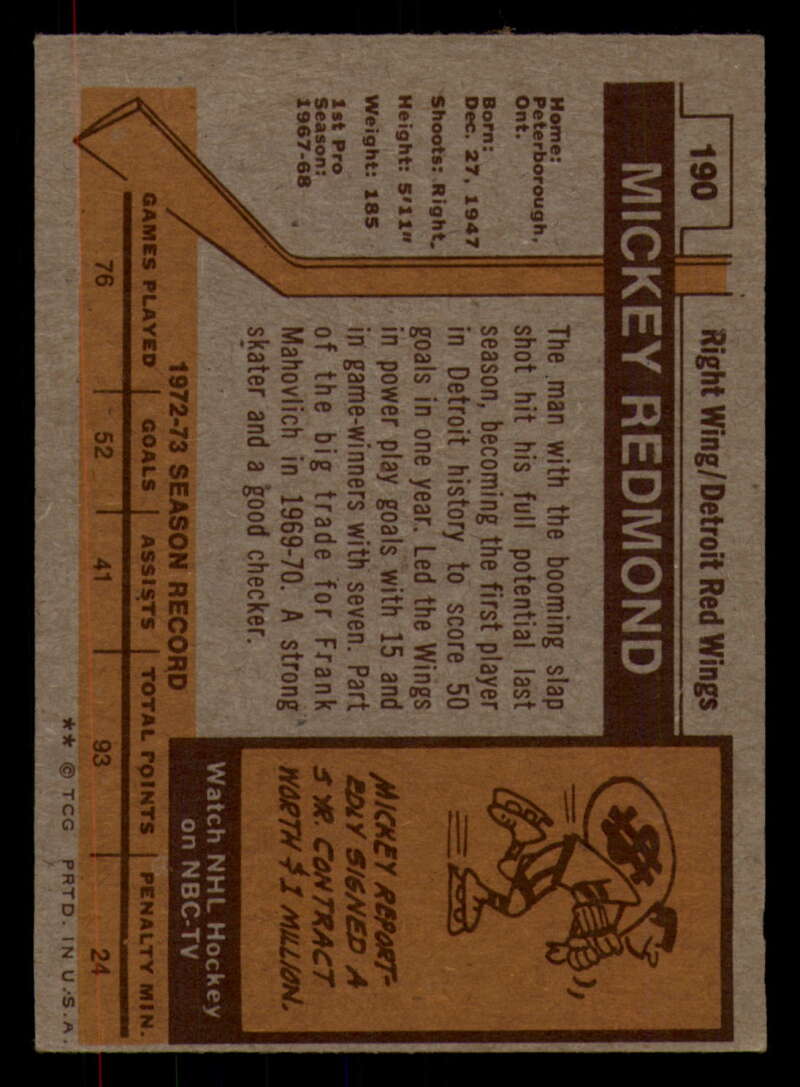 190
Right Wing/Detroit Red Wings
MICKEY REDMOND
Home:
Peterborough,
Ont.
Born:
Dec. 27, 1947
Shoots: Right.
Height: 5'11"
Weight: 185
1st Pro
Season:
1967-68
The man with the booming slap
shot hit his full potential last
season, becoming the first player
in Detroit history to score 50
goals in one year. Led the Wings
in power play goals with 15 and
in game-winners with seven. Part
of the big trade for Frank
Mahovlich in 1969-70. A strong
skater and a good checker.
$
MICKEY REPORT-
EDLY SIGNED A
5 YR. CONTRACT
WORTH $1 MILLION.
Watch NHL Hockey
on NBC-TV
1972-73 SEASON RECORD
GAMES PLAYED GOALS ASSISTS TOTAL POINTS PENALTY MIN.
76 52 41 93 24
** © TCG PRTD. IN U.S.A.